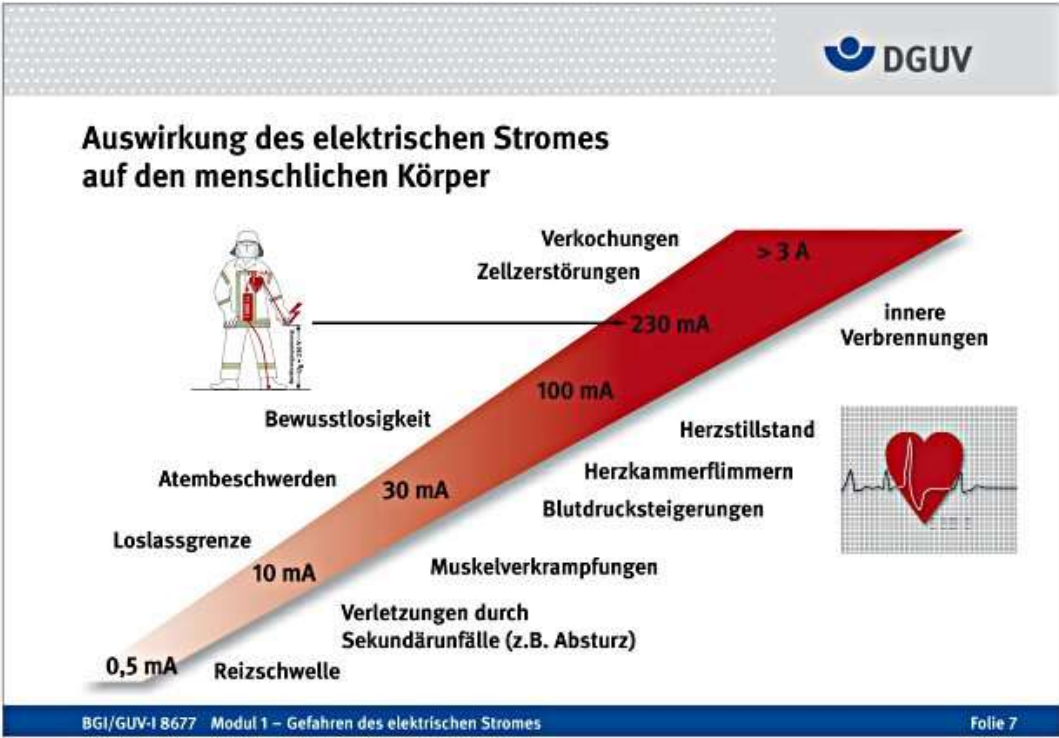 DGUV
Auswirkung des elektrischen Stromes
auf den menschlichen Körper
Verkochungen
> 3 A
Zellzerstörungen
innere
Verbrennungen
230 mA
100 mA
Bewusstlosigkeit
Herzstillstand
Atembeschwerden
Herzkammerflimmern
30 mA
Blutdrucksteigerungen
Loslassgrenze
Muskelverkrampfungen
10 mA
Verletzungen durch
Sekundärunfälle (z.B. Absturz)
0,5 mA
Reizschwelle
BGI/GUV-I 8677 Modul 1 – Gefahren des elektrischen Stromes
Folie 7